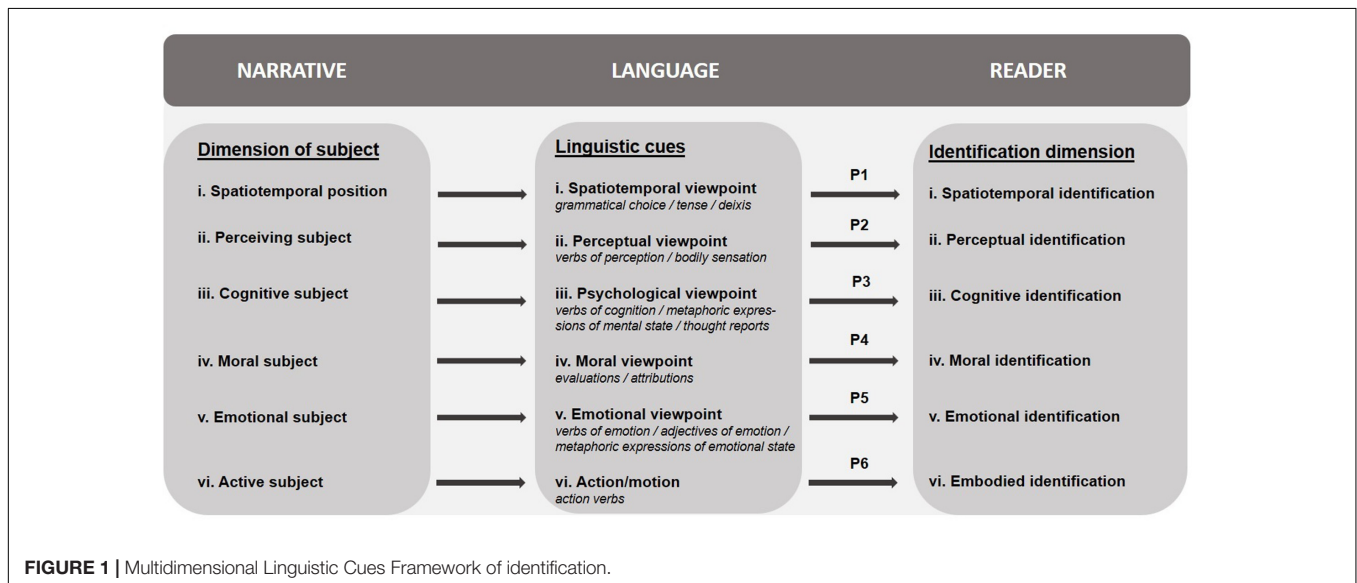 NARRATIVE
LANGUAGE
READER
Dimension of subject
i. Spatiotemporal position
ii. Perceiving subject
iii. Cognitive subject
iv. Moral subject
v. Emotional subject
vi. Active subject
Linguistic cues
i. Spatiotemporal viewpoint
grammatical choice / tense / deixis
ii. Perceptual viewpoint
verbs of perception / bodily sensation
iii. Psychological viewpoint
verbs of cognition / metaphoric expres-
sions of mental state / thought reports
iv. Moral viewpoint
evaluations / attributions
v. Emotional viewpoint
verbs of emotion / adjectives of emotion /
metaphoric expressions of emotional state
vi. Action/motion
action verbs
P1
P2
P3
P4
P5
P6
Identification dimension
i. Spatiotemporal identification
ii. Perceptual identification
iii. Cognitive identification
iv. Moral identification
v. Emotional identification
vi. Embodied identification
FIGURE 1 | Multidimensional Linguistic Cues Framework of identification.